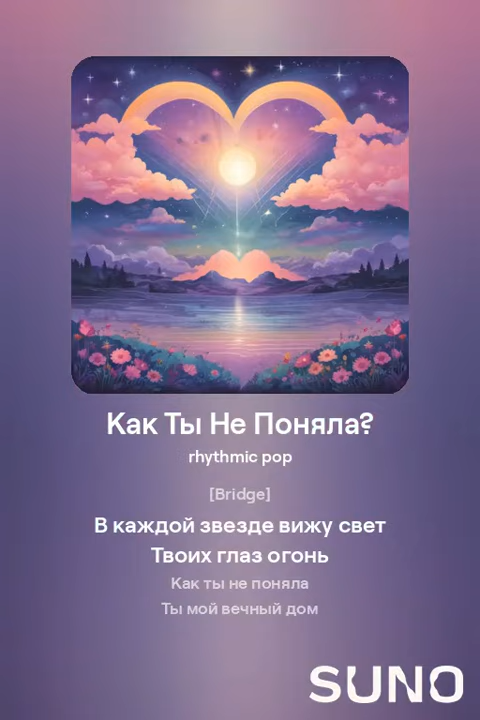 Как Ты Не Поняла?
rhythmic pop
[Bridge]
В каждой звезде вижу свет
Твоих глаз огонь
Как ты не поняла
Ты мой вечный дом
SUNO